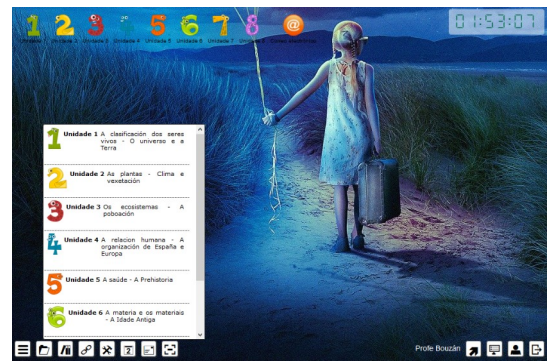 01:53:07
Unidade 1 A clasificación dos seres
vivos - O universo e a
Terra
Unidade 2 As plantas - Clima e
vexetación
Unidade 3 Os ecosistemas - A
poboación
Unidade 4 A relacion humana - A
organización de España e
Europa
Unidade 5 A saúde - A Prehistoria
Unidade 6 A materia e os materiais
- A Idade Antiga
Profe Bouzán